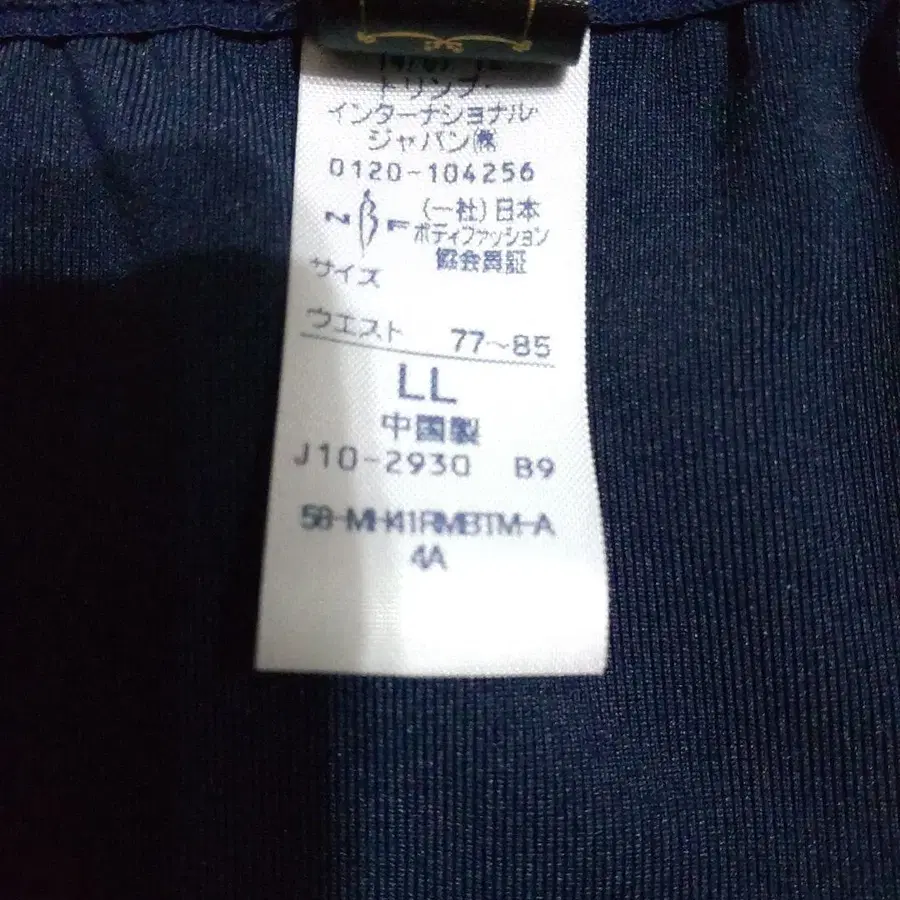 トリンプ・
インターナショナル
ジャパン㈱
0120-104256
NBF
(一社)日本
ボディファッション
協会員証
サイズ
ウエスト 77~85
LL
中国製
J10-2930 B9
58-MH41RMBTM-A
4A